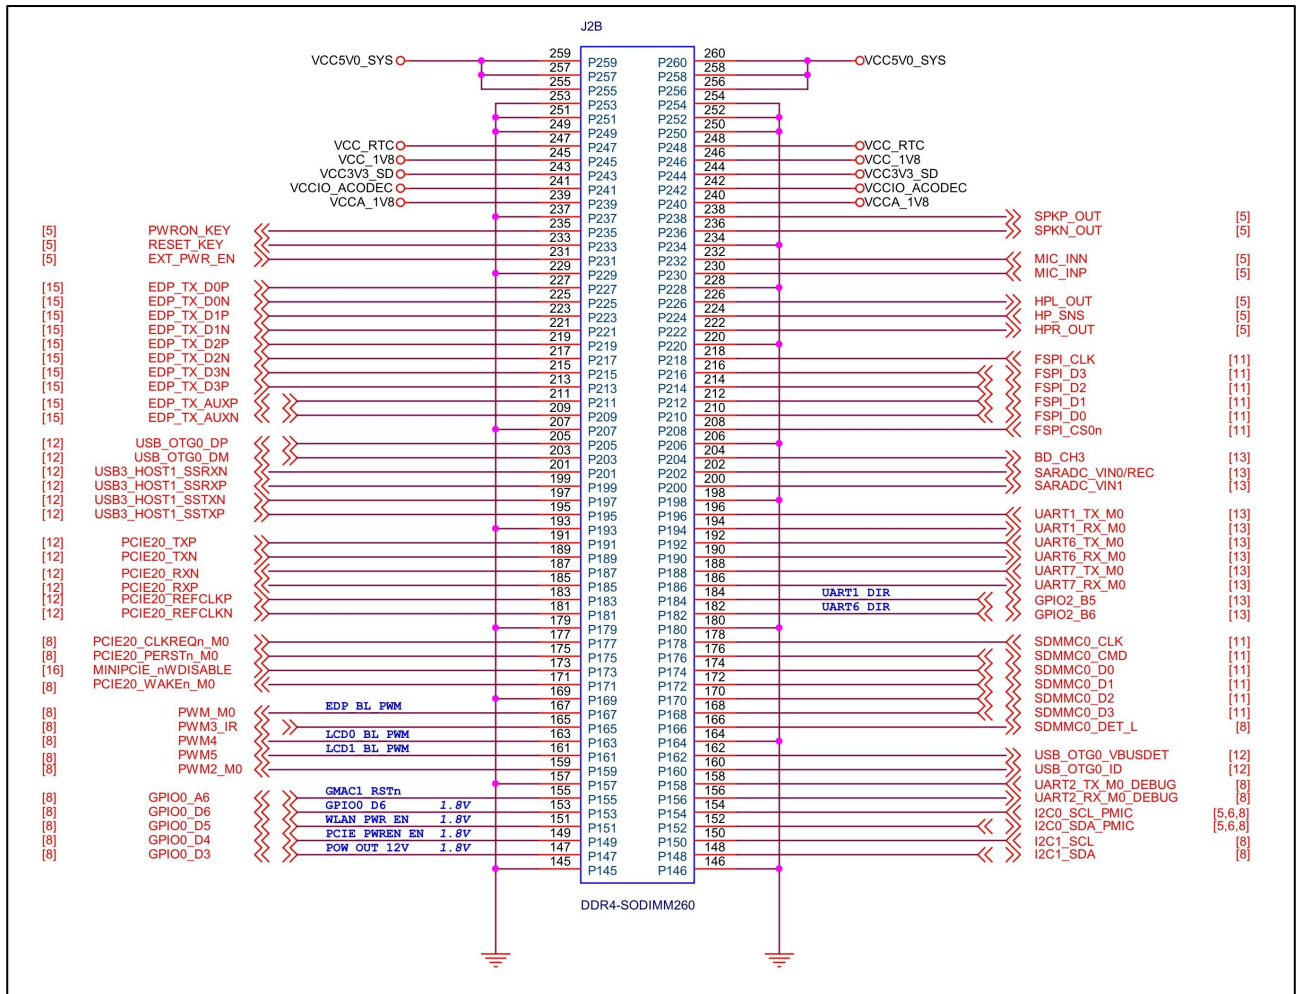 J2B
VCC5V0_SYS 259 P259 P260 260 VCC5V0_SYS
257 P257 P258 258
255 P255 P256 256
253 P253 P254 254
251 P251 P252 252
249 P249 P250 250
VCC_RTC 247 P247 P248 248 VCC_RTC
VCC_1V8 245 P245 P246 246 VCC_1V8
VCC3V3_SD 243 P243 P244 244 VCC3V3_SD
VCCIO_ACODEC 241 P241 P242 242 VCCIO_ACODEC
VCCA_1V8 239 P239 P240 240 VCCA_1V8
237 P237 P238 238 SPKP_OUT [5]
[5] PWRON_KEY 235 P235 P236 236 SPKN_OUT [5]
[5] RESET_KEY 233 P233 P234 234
[5] EXT_PWR_EN 231 P231 P232 232 MIC_INN [5]
229 P229 P230 230 MIC_INP [5]
[15] EDP_TX_D0P 227 P227 P228 228
[15] EDP_TX_D0N 225 P225 P226 226 HPL_OUT [5]
[15] EDP_TX_D1P 223 P223 P224 224 HP_SNS [5]
[15] EDP_TX_D1N 221 P221 P222 222 HPR_OUT [5]
[15] EDP_TX_D2P 219 P219 P220 220
[15] EDP_TX_D2N 217 P217 P218 218 FSPI_CLK [11]
[15] EDP_TX_D3N 215 P215 P216 216 FSPI_D3 [11]
[15] EDP_TX_D3P 213 P213 P214 214 FSPI_D2 [11]
[15] EDP_TX_AUXP 211 P211 P212 212 FSPI_D1 [11]
[15] EDP_TX_AUXN 209 P209 P210 210 FSPI_D0 [11]
207 P207 P208 208 FSPI_CS0n [11]
[12] USB_OTG0_DP 205 P205 P206 206
[12] USB_OTG0_DM 203 P203 P204 204 BD_CH3 [13]
[12] USB3_HOST1_SSRXN 201 P201 P202 202 SARADC_VIN0/REC [13]
[12] USB3_HOST1_SSRXP 199 P199 P200 200 SARADC_VIN1 [13]
[12] USB3_HOST1_SSTXN 197 P197 P198 198
[12] USB3_HOST1_SSTXP 195 P195 P196 196 UART1_TX_M0 [13]
193 P193 P194 194 UART1_RX_M0 [13]
[12] PCIE20_TXP 191 P191 P192 192 UART6_TX_M0 [13]
[12] PCIE20_TXN 189 P189 P190 190 UART6_RX_M0 [13]
[12] PCIE20_RXN 187 P187 P188 188 UART7_TX_M0 [13]
[12] PCIE20_RXP 185 P185 P186 186 UART7_RX_M0 [13]
[12] PCIE20_REFCLKP 183 P183 P184 184 UART1 DIR GPIO2_B5 [13]
[12] PCIE20_REFCLKN 181 P181 P182 182 UART6 DIR GPIO2_B6 [13]
179 P179 P180 180
[8] PCIE20_CLKREQn_M0 177 P177 P178 178 SDMMC0_CLK [11]
[8] PCIE20_PERSTn_M0 175 P175 P176 176 SDMMC0_CMD [11]
[16] MINIPCIE_nWDISABLE 173 P173 P174 174 SDMMC0_D0 [11]
[8] PCIE20_WAKEn_M0 171 P171 P172 172 SDMMC0_D1 [11]
169 P169 P170 170 SDMMC0_D2 [11]
[8] PWM_M0 EDP BL PWM 167 P167 P168 168 SDMMC0_D3 [11]
[8] PWM3_IR 165 P165 P166 166 SDMMC0_DET_L [8]
[8] PWM4 LCD0 BL PWM 163 P163 P164 164
[8] PWM5 LCD1 BL PWM 161 P161 P162 162 USB_OTG0_VBUSDET [12]
[8] PWM2_M0 159 P159 P160 160 USB_OTG0_ID [12]
157 P157 P158 158 UART2_TX_M0_DEBUG [8]
[8] GPIO0_A6 GMAC1 RSTn 155 P155 P156 156 UART2_RX_M0_DEBUG [8]
[8] GPIO0_D6 GPIO0 D6 1.8V 153 P153 P154 154 I2C0_SCL_PMIC [5,6,8]
[8] GPIO0_D5 WLAN PWR EN 1.8V 151 P151 P152 152 I2C0_SDA_PMIC [5,6,8]
[8] GPIO0_D4 PCIE PWREN EN 1.8V 149 P149 P150 150 I2C1_SCL [8]
[8] GPIO0_D3 POW OUT 12V 1.8V 147 P147 P148 148 I2C1_SDA [8]
145 P145 P146 146
DDR4-SODIMM260